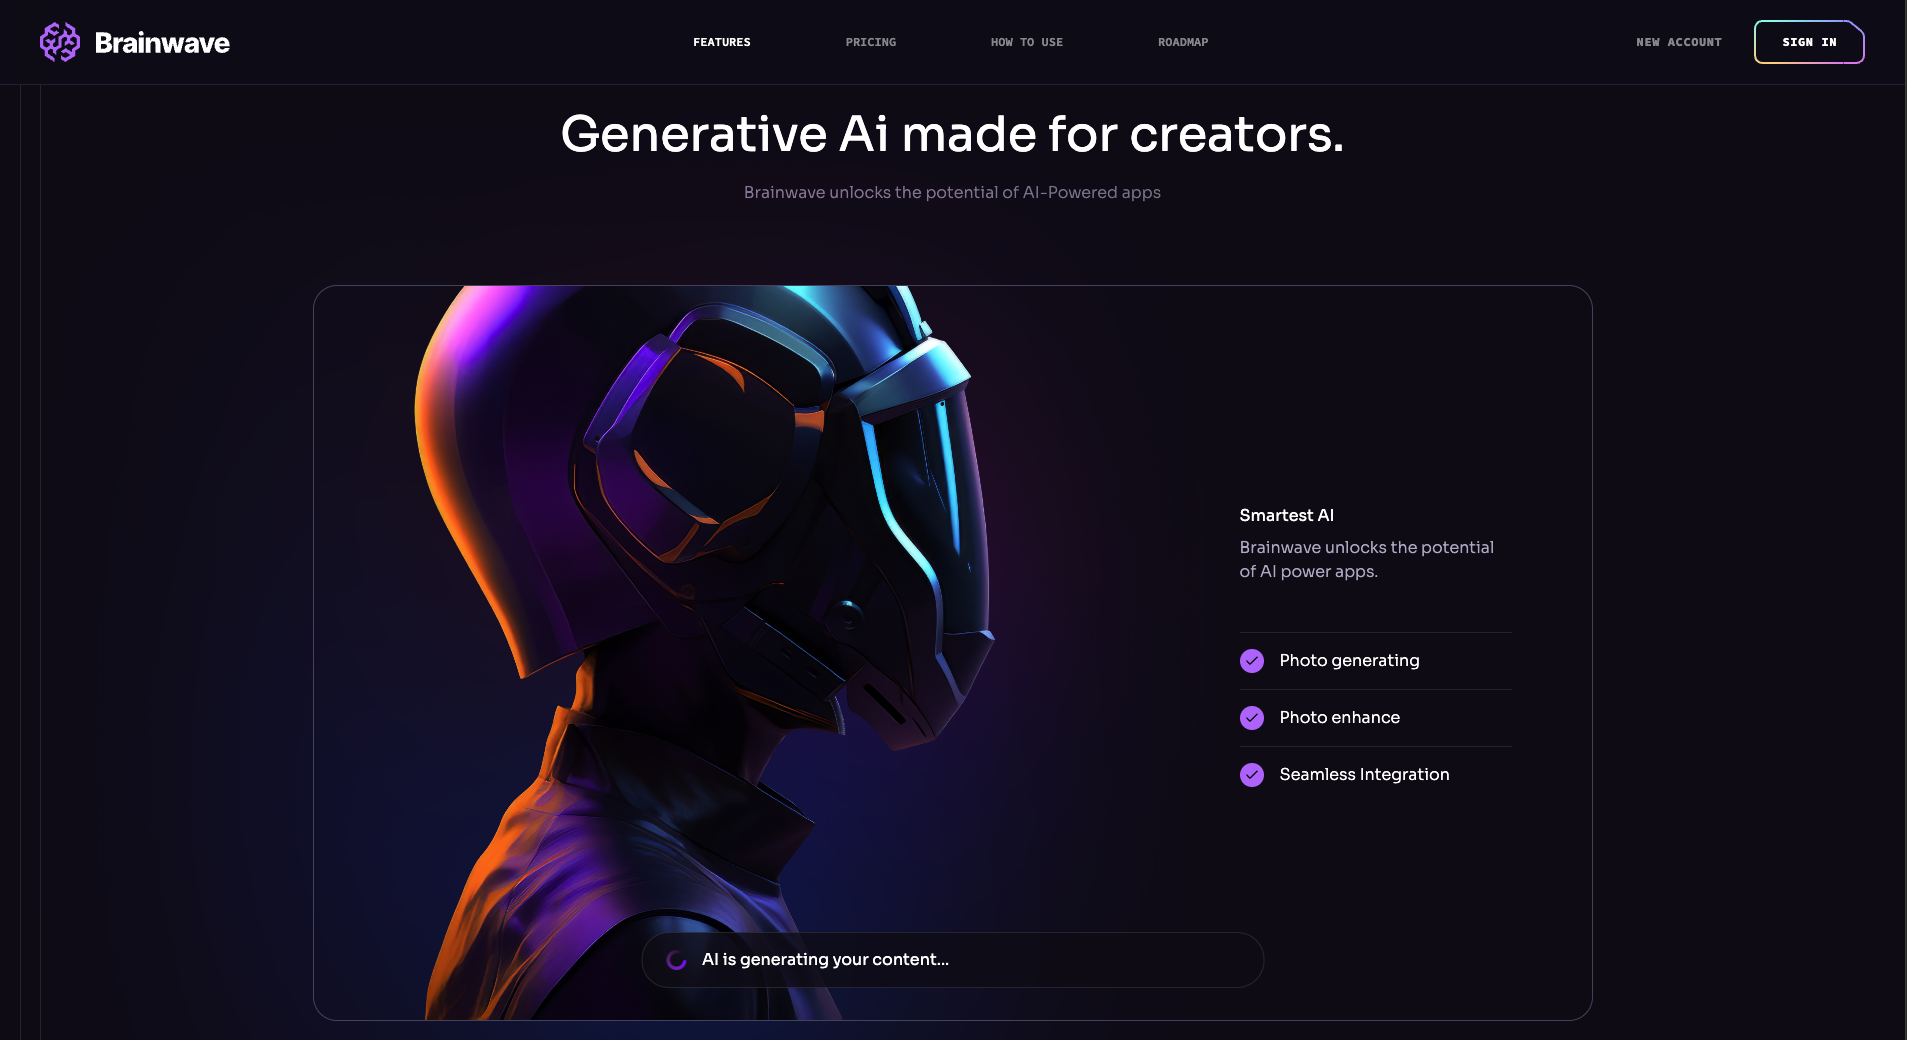 Brainwave
FEATURES
PRICING
HOW TO USE
ROADMAP
NEW ACCOUNT
SIGN IN
Generative Ai made for creators.
Brainwave unlocks the potential of AI-Powered apps
Smartest AI
Brainwave unlocks the potential
of AI power apps.
Photo generating
Photo enhance
Seamless Integration
AI is generating your content...